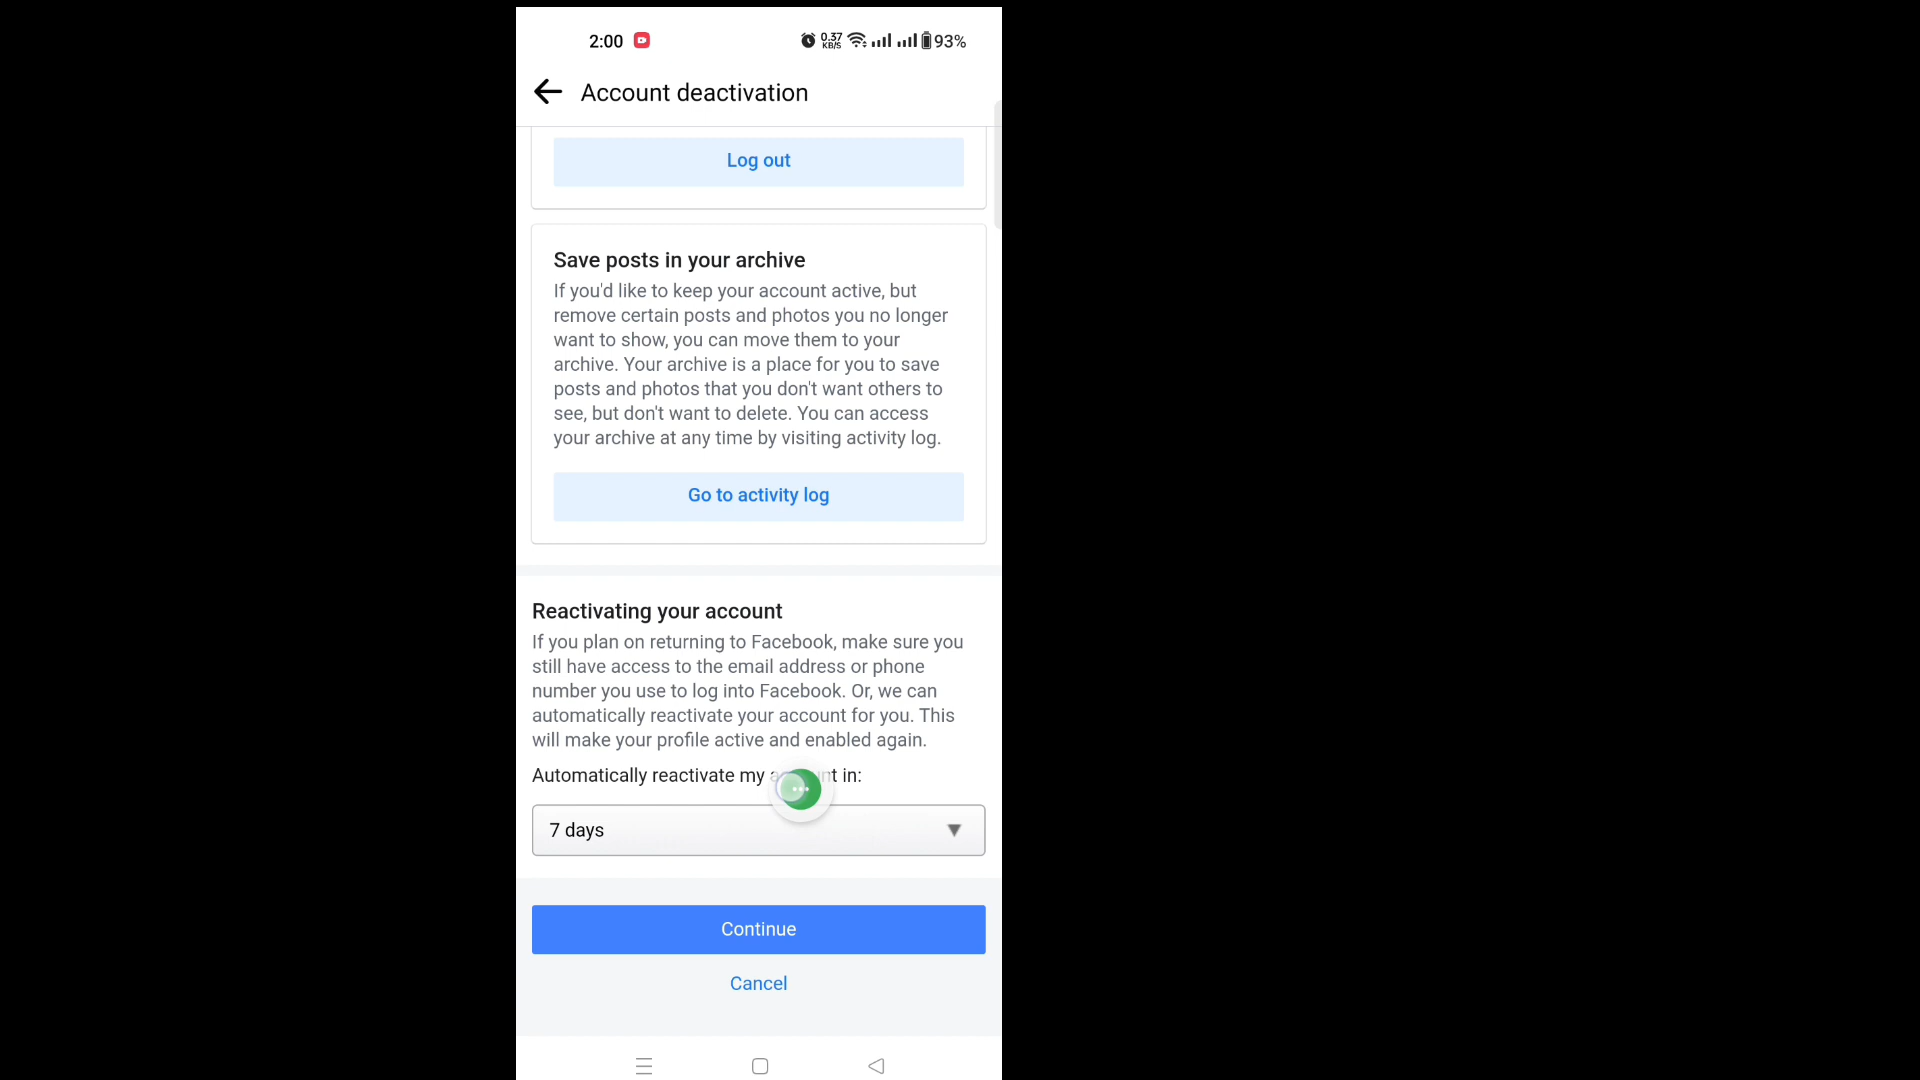 2:00
0.37 KB/S
93%
Account deactivation
Log out
Save posts in your archive
If you'd like to keep your account active, but
remove certain posts and photos you no longer
want to show, you can move them to your
archive. Your archive is a place for you to save
posts and photos that you don't want others to
see, but don't want to delete. You can access
your archive at any time by visiting activity log.
Go to activity log
Reactivating your account
If you plan on returning to Facebook, make sure you
still have access to the email address or phone
number you use to log into Facebook. Or, we can
automatically reactivate your account for you. This
will make your profile active and enabled again.
Automatically reactivate my account in:
7 days
Continue
Cancel